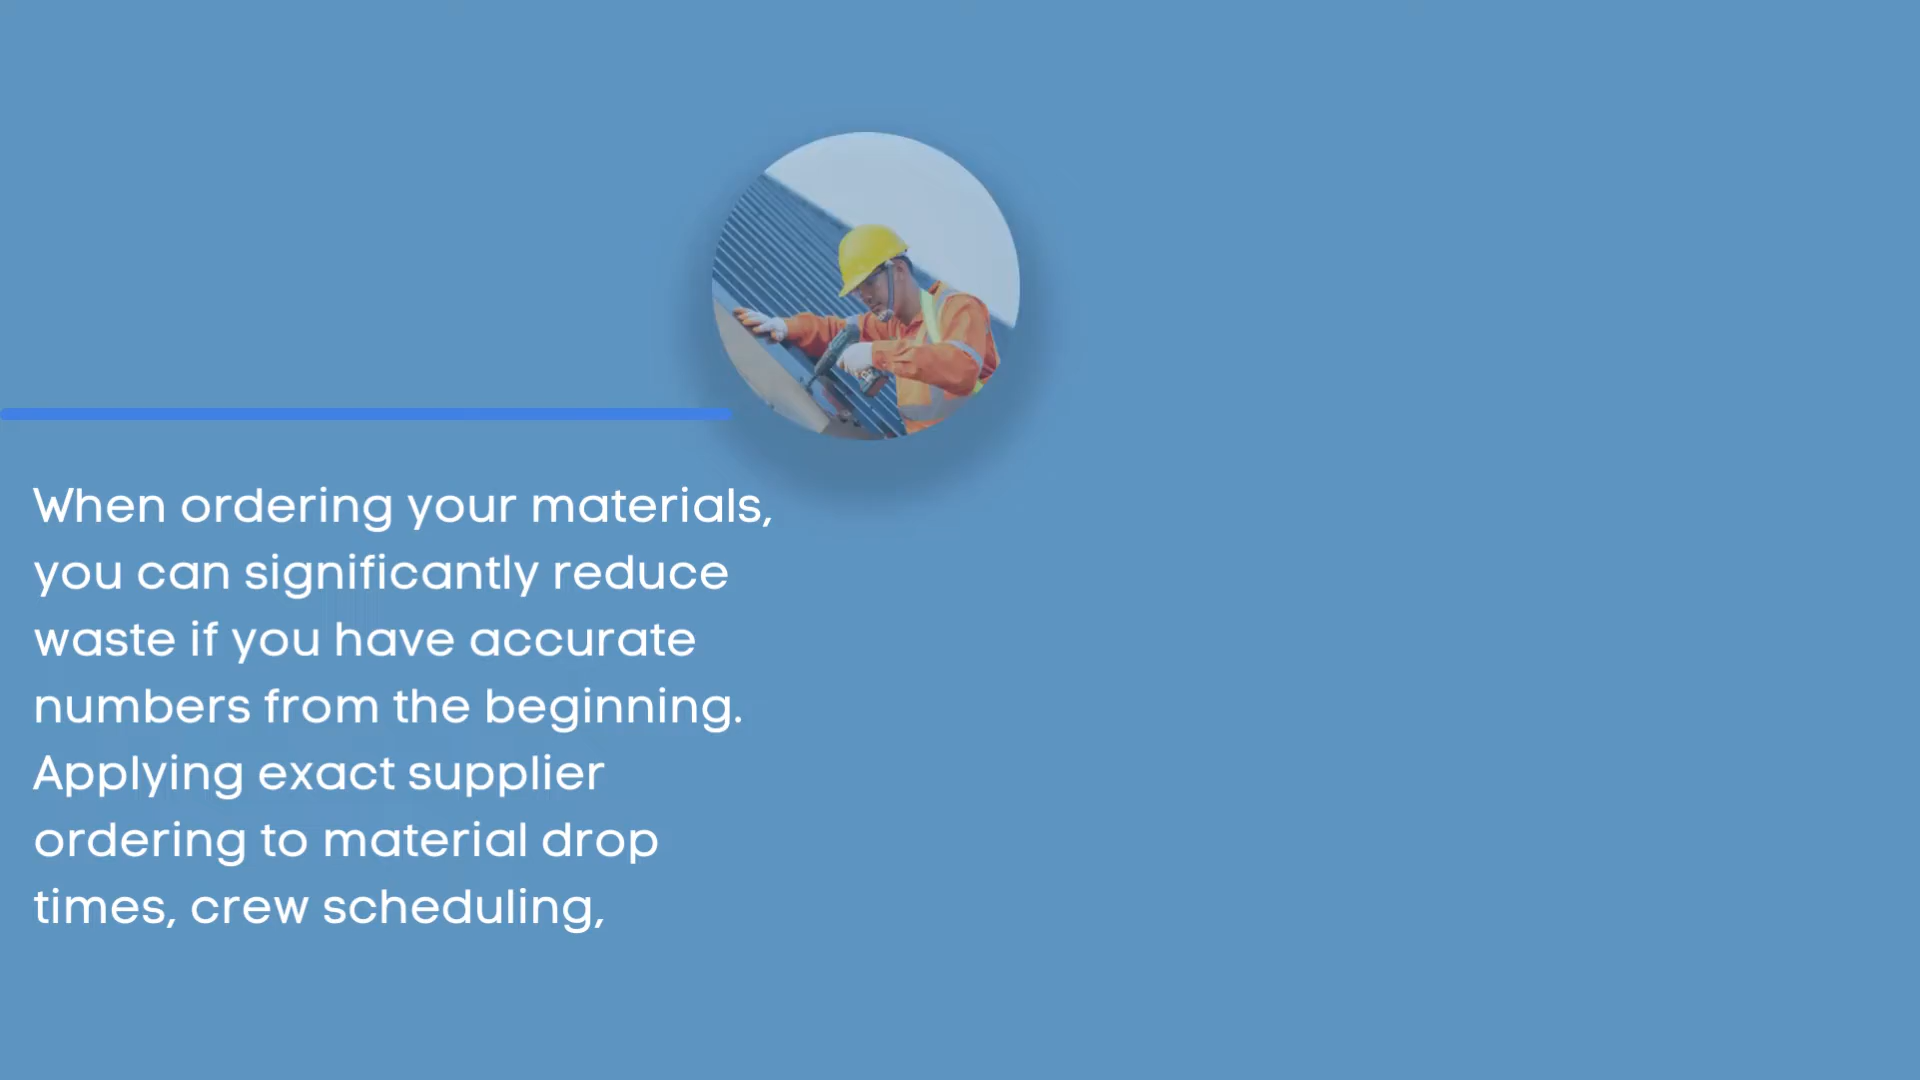 When ordering your materials,
you can significantly reduce
waste if you have accurate
numbers from the beginning.
Applying exact supplier
ordering to material drop
times, crew scheduling,